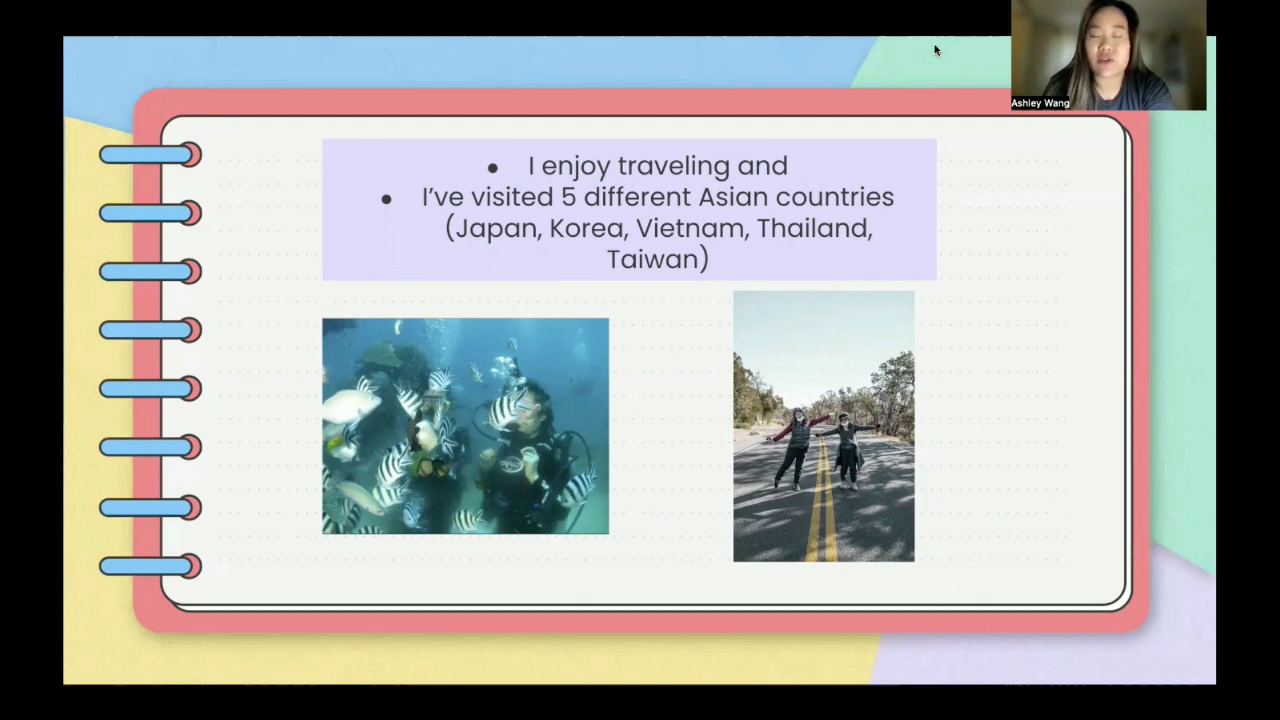 Ashley Wang
● I enjoy traveling and
● I’ve visited 5 different Asian countries
(Japan, Korea, Vietnam, Thailand,
Taiwan)